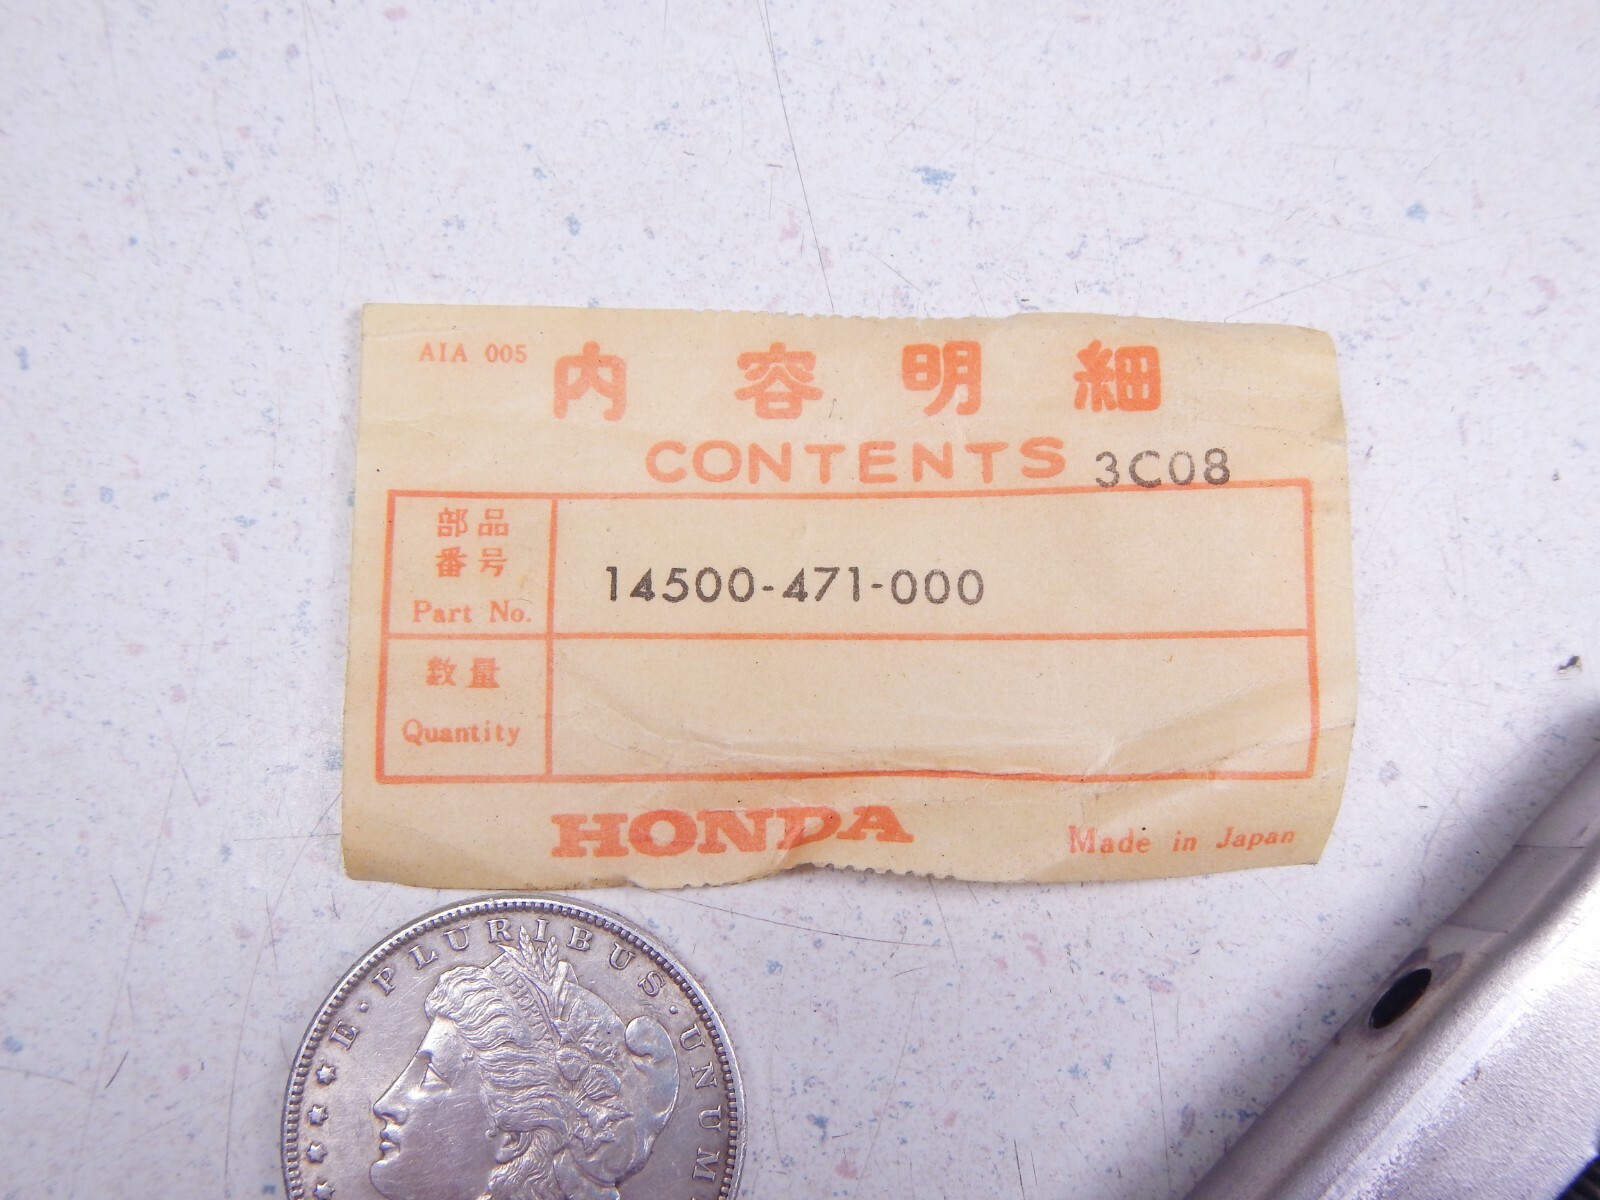 AIA 005
内容明細
CONTENTS 3C08
部品
番号
Part No.
14500-471-000
数量
Quantity
HONDA
Made in Japan
E·PLURIBUS·UNUM
LIBERTY